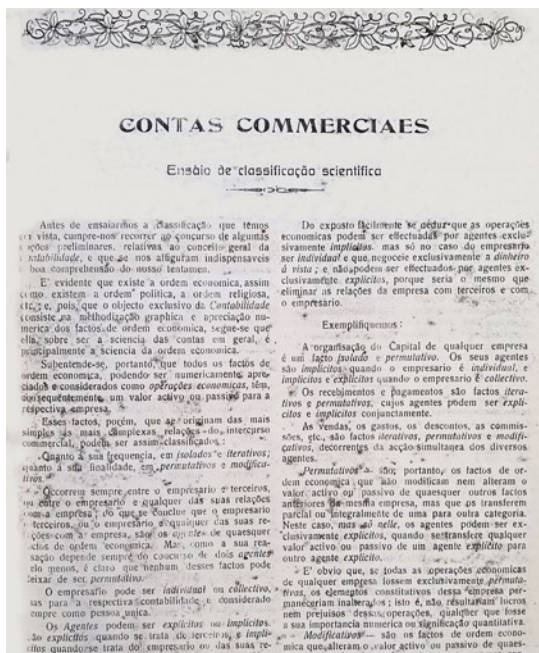 CONTAS COMMERCIAES
Ensaio de classificação scientifica
Antes de ensaiarmos a classificação que temos
em vista, cumpre-nos recorrer ao concurso de algumas
noções preliminares, relativas ao conceito geral da
Contabilidade, e que se nos afiguram indispensaveis
á boa comprehensão do nosso tentamen.
E' evidente que existe a ordem economica, assim
como existem a ordem politica, a ordem religiosa,
etc.; e, pois, que o objecto exclusivo da Contabilidade
consiste na methodização graphica e apreciação nu-
merica dos factos de ordem economica, segue-se que
ella, sobre ser a sciencia das contas em geral, é
principalmente a sciencia da ordem economica.
Subentende-se, portanto, que todos os factos de
ordem economica, podendo ser numericamente apre-
ciados e considerados como operações economicas, têm,
consequentemente, um valor activo ou passivo para a
respectiva empresa.
Esses factos, porém, que se originam das mais
simples ás mais complexas relações do intercurso
commercial, podem ser assim classificados:
Quanto á sua frequencia, em isolados e iterativos;
quanto á sua finalidade, em permutativos e modifica-
tivos.
Occorrem sempre entre o empresario e terceiros,
ou entre o empresario e qualquer das suas relações
com a empresa; do que se conclue que o empresario
e terceiros, ou o empresario e qualquer das suas re-
lações com a empresa, são os agentes de quaesquer
factos de ordem economica. Mas, como a sua rea-
lisação depende sempre do concurso de dois agentes
pelo menos, é claro que nenhum desses factos pode
deixar de ser permutativo.
O empresario pode ser individual ou collectivo,
mas para a respectiva contabilidade é considerado
sempre como pessoa unica.
Os Agentes podem ser explicitos ou implicitos.
São explicitos quando se trata de terceiros, e impli-
citos quando se trata do empresario ou das suas re-
Do exposto fácilmente se deduz que as operações
economicas podem ser effectuadas por agentes exclu-
sivamente implicitos, mas só no caso do empresario
ser individual e que negoceie exclusivamente a dinheiro
á vista; e não podem ser effectuados por agentes ex-
clusivamente explicitos, porque seria o mesmo que
eliminar as relações da empresa com terceiros e com
o empresario.
Exemplifiquemos:
A organisação do Capital de qualquer empresa
é um facto isolado e permutativo. Os seus agentes
são implicitos quando o empresario é individual, e
implicitos e explicitos quando o empresario é collectivo.
Os recebimentos e pagamentos são factos itera-
tivos e permutativos, cujos agentes podem ser expli-
citos e implicitos conjunctamente.
As vendas, os gastos, os descontos, as commis-
sões, etc., são factos iterativos, permutativos e modifi-
cativos, decorrentes da acção simultanea dos diversos
agentes.
Permutativos — são, portanto, os factos de or-
dem economica que não modificam nem alteram o
valor activo ou passivo de quaesquer outros factos
anteriores da mesma empresa, mas que os transferem
parcial ou integralmente de uma para outra categoria.
Neste caso, mas só nelle, os agentes podem ser ex-
clusivamente explicitos, quando se transfere qualquer
valor activo ou passivo de um agente explicito para
outro agente explicito.
E' obvio que, se todas as operações economicas
de qualquer empresa fossem exclusivamente permuta-
tivas, os elementos constitutivos dessa empresa per-
maneceriam inalterados; isto é, não resultariam lucros
nem prejuisos dessas operações, qualquer que fosse
a sua importancia numerica ou significação quantitativa.
Modificativos — são os factos de ordem econo-
mica que alteram o valor activo ou passivo de quaes-